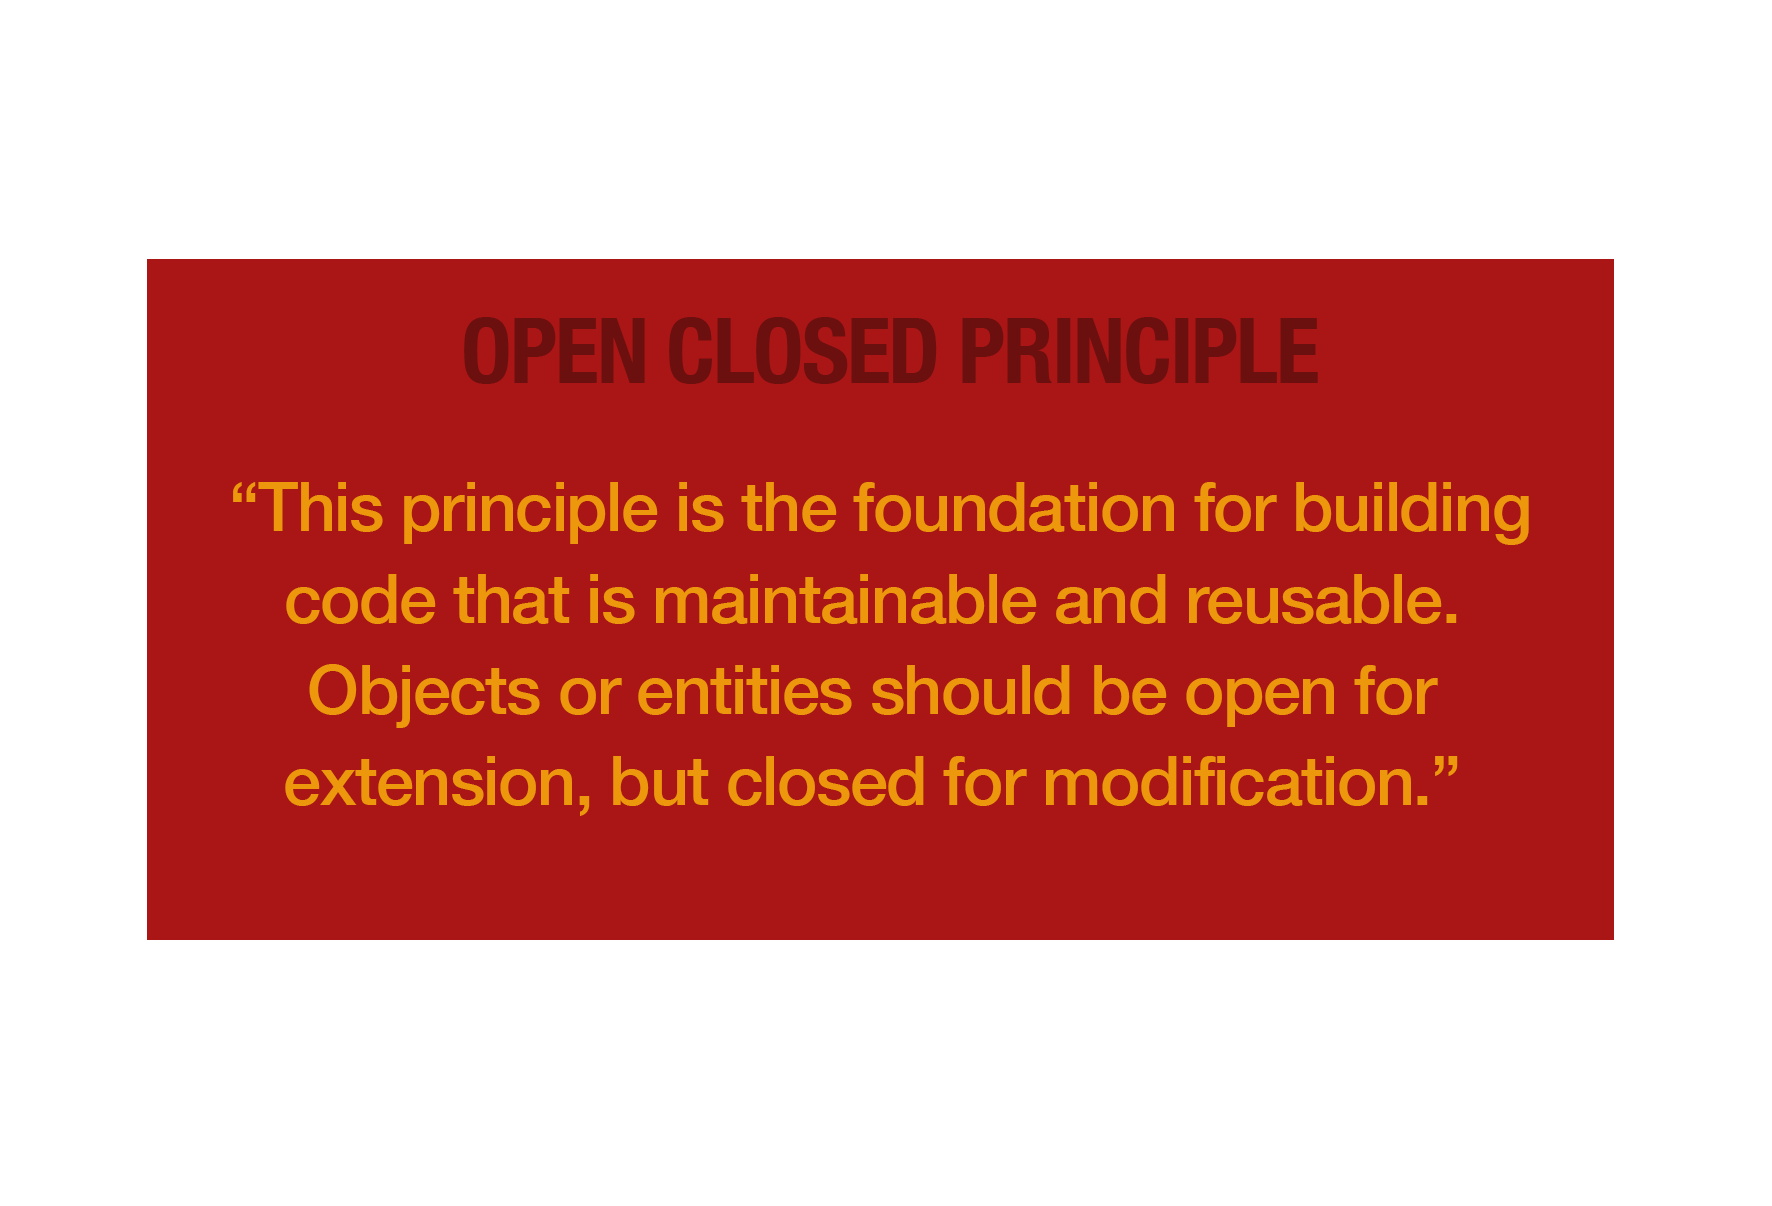 OPEN CLOSED PRINCIPLE
“This principle is the foundation for building
code that is maintainable and reusable.
Objects or entities should be open for
extension, but closed for modification.”